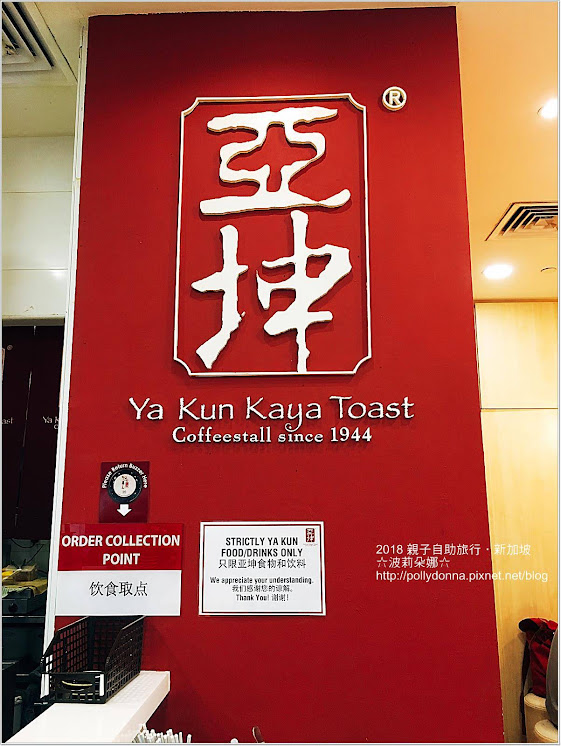 亞
坤
®
Ya Kun Kaya Toast
Coffeestall since 1944
Please Return Buzzer Here
ORDER COLLECTION
POINT
饮食取点
亞坤
STRICTLY YA KUN
FOOD/DRINKS ONLY
只限亚坤食物和饮料
We appreciate your understanding.
我们感谢您的谅解。
Thank You! 谢谢!
2018 親子自助旅行‧新加坡
☆波莉朵娜☆
http://pollydonna.pixnet.net/blog
Toast